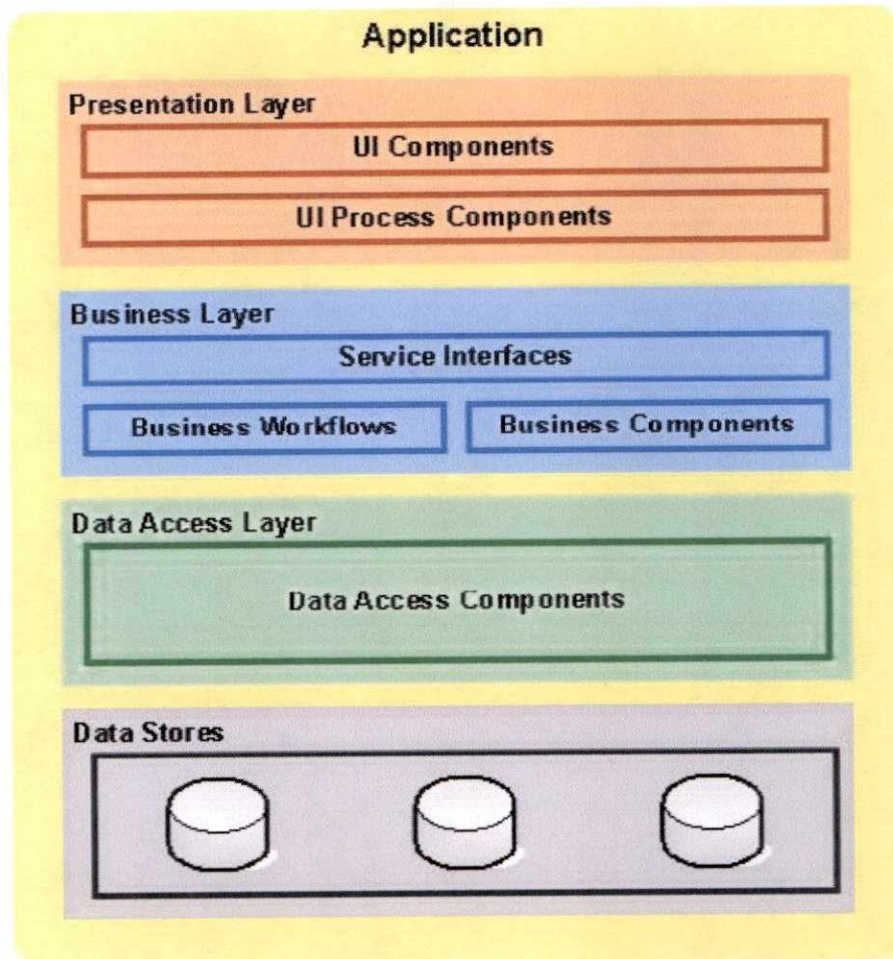 Application
Presentation Layer
UI Components
UI Process Components
Business Layer
Service Interfaces
Business Workflows
Business Components
Data Access Layer
Data Access Components
Data Stores